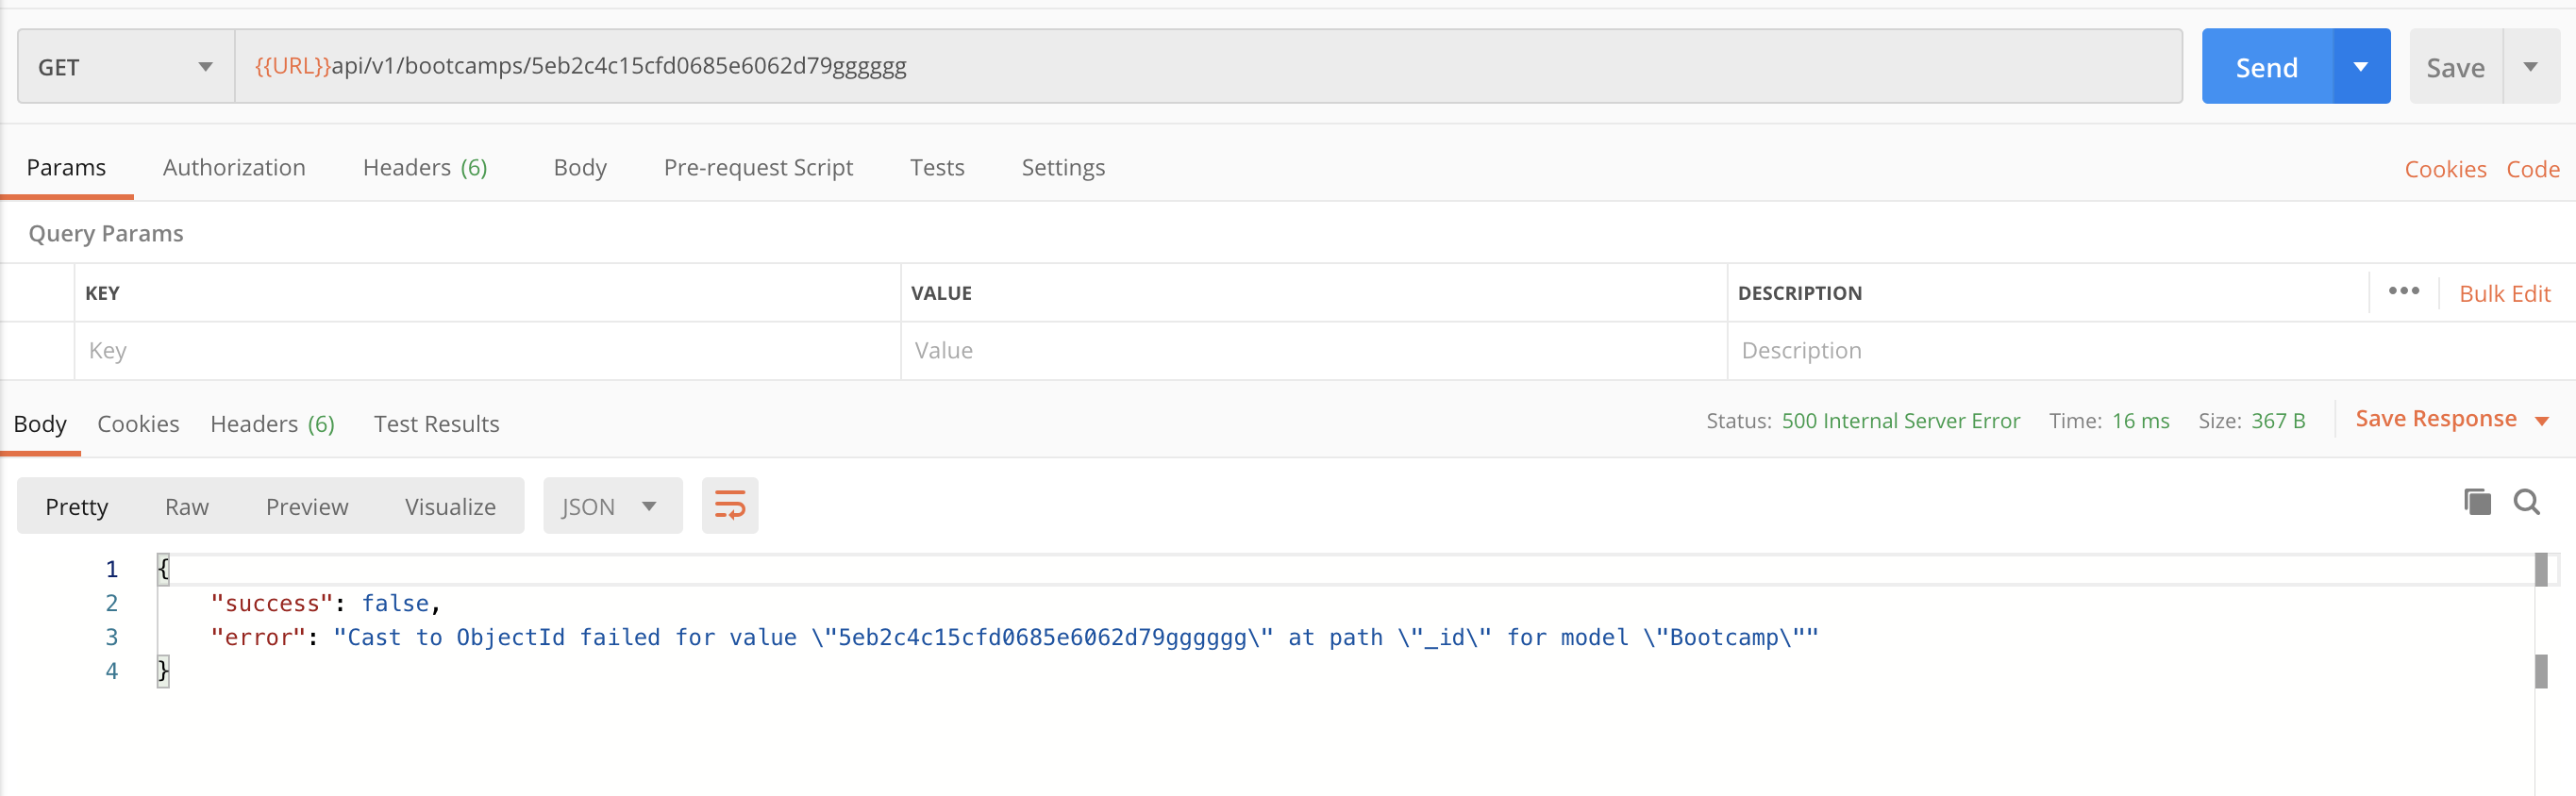 GET {{URL}}api/v1/bootcamps/5eb2c4c15cfd0685e6062d79gggggg Send Save
Params Authorization Headers (6) Body Pre-request Script Tests Settings Cookies Code
Query Params
KEY VALUE DESCRIPTION ••• Bulk Edit
Key Value Description
Body Cookies Headers (6) Test Results Status: 500 Internal Server Error Time: 16 ms Size: 367 B Save Response
Pretty Raw Preview Visualize JSON
1 {
2 "success": false,
3 "error": "Cast to ObjectId failed for value \"5eb2c4c15cfd0685e6062d79gggggg\" at path \"_id\" for model \"Bootcamp\""
4 }